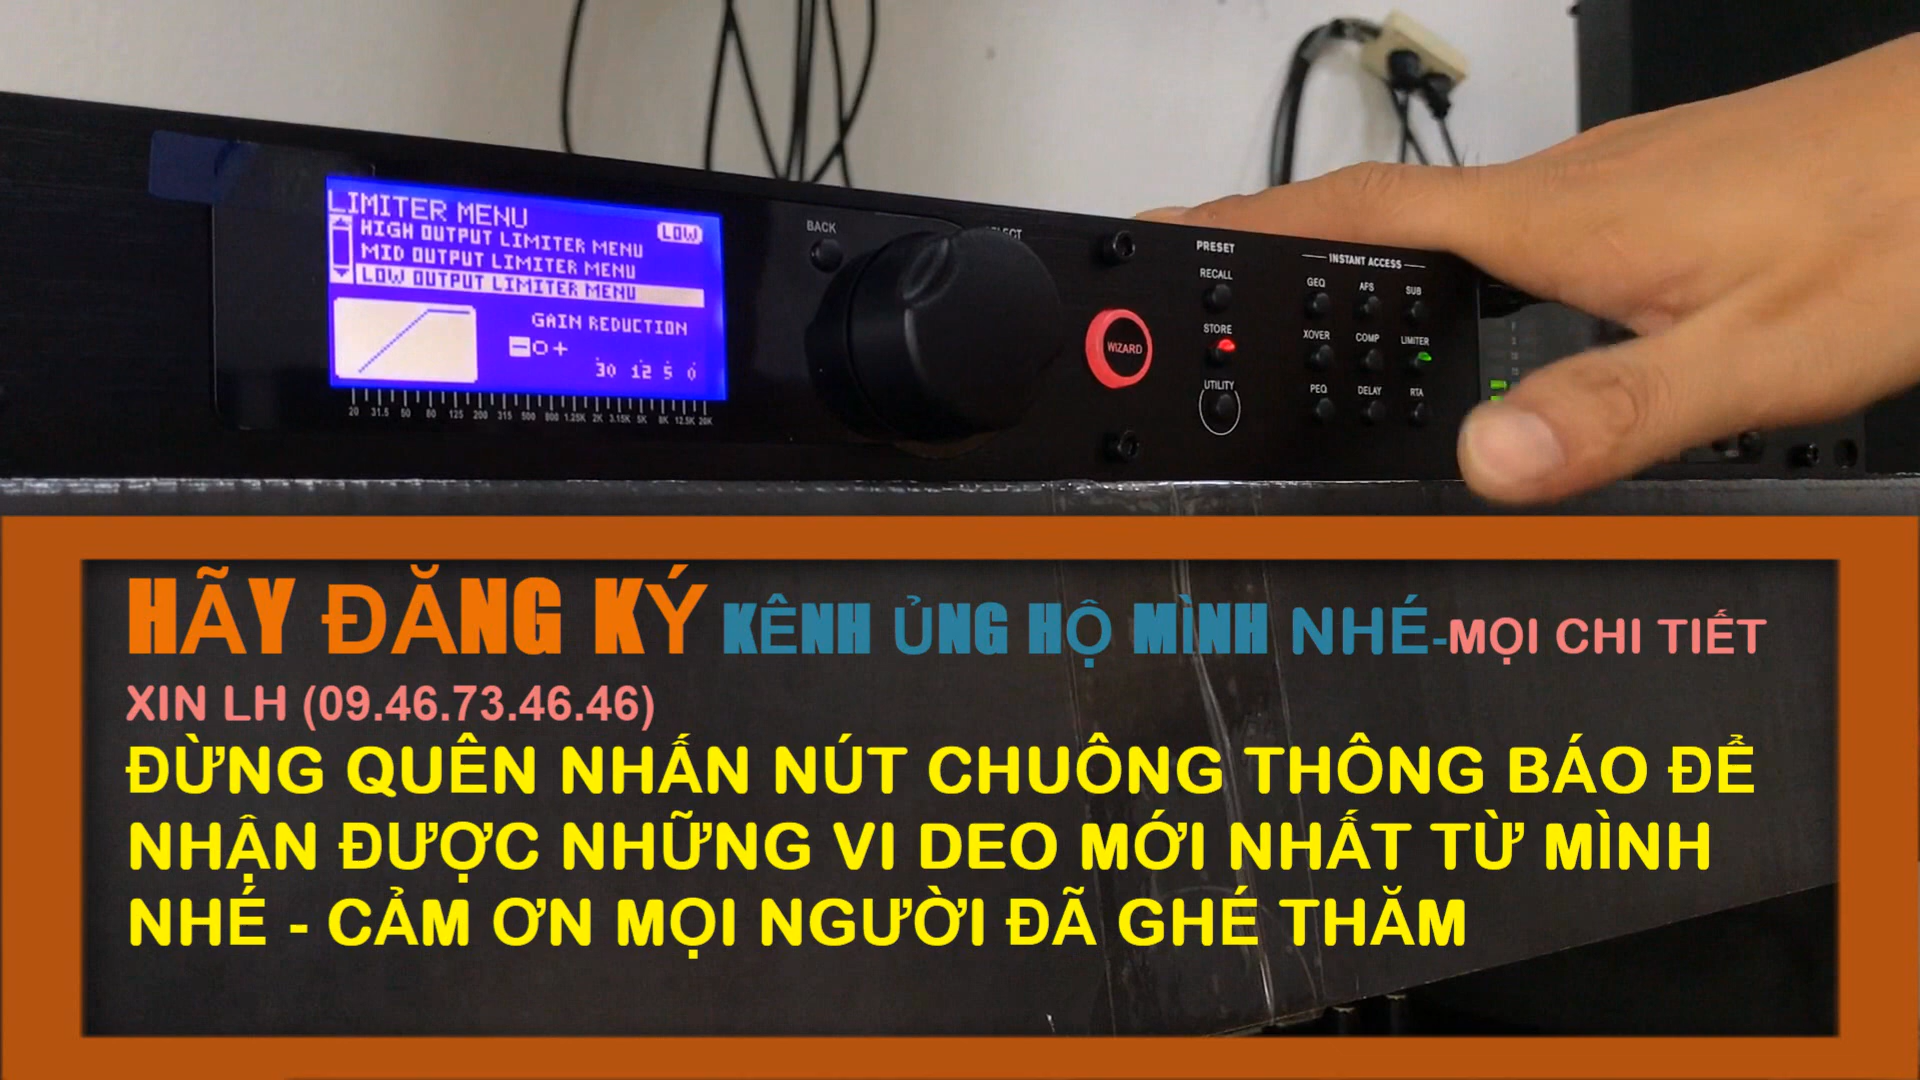 LIMITER MENU
LOW
HIGH OUTPUT LIMITER MENU
MID OUTPUT LIMITER MENU
LOW OUTPUT LIMITER MENU
GAIN REDUCTION
30 12 5 0
20 31.5 50 80 125 200 315 500 800 1.25K 2K 3.15K 5K 8K 12.5K 20K
BACK
WIZARD
PRESET
RECALL
STORE
UTILITY
INSTANT ACCESS
GEQ AFS SUB
XOVER COMP LIMITER
PEQ DELAY RTA
HÃY ĐĂNG KÝ KÊNH ỦNG HỘ MÌNH NHÉ-MỌI CHI TIẾT
XIN LH (09.46.73.46.46)
ĐỪNG QUÊN NHẤN NÚT CHUÔNG THÔNG BÁO ĐỂ
NHẬN ĐƯỢC NHỮNG VI DEO MỚI NHẤT TỪ MÌNH
NHÉ - CẢM ƠN MỌI NGƯỜI ĐÃ GHÉ THĂM